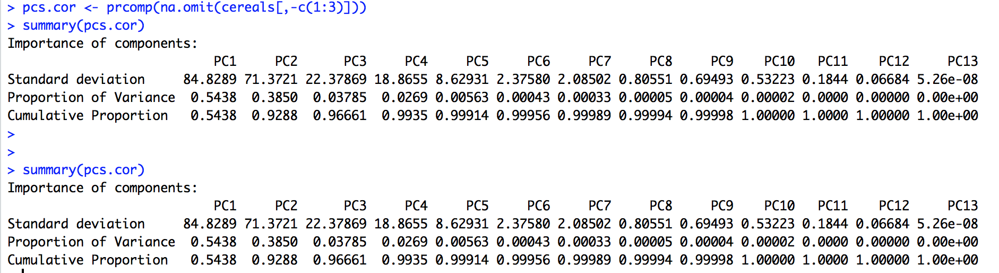 > pcs.cor <- prcomp(na.omit(cereals[,-c(1:3)]))
> summary(pcs.cor)
Importance of components:
                          PC1     PC2      PC3     PC4     PC5     PC6     PC7     PC8     PC9    PC10   PC11    PC12     PC13
Standard deviation     84.8289 71.3721 22.37869 18.8655 8.62931 2.37580 2.08502 0.80551 0.69493 0.53223 0.1844 0.06684 5.26e-08
Proportion of Variance  0.5438  0.3850  0.03785  0.0269 0.00563 0.00043 0.00033 0.00005 0.00004 0.00002 0.0000 0.00000 0.00e+00
Cumulative Proportion   0.5438  0.9288  0.96661  0.9935 0.99914 0.99956 0.99989 0.99994 0.99998 1.00000 1.0000 1.00000 1.00e+00
>
>
> summary(pcs.cor)
Importance of components:
                          PC1     PC2      PC3     PC4     PC5     PC6     PC7     PC8     PC9    PC10   PC11    PC12     PC13
Standard deviation     84.8289 71.3721 22.37869 18.8655 8.62931 2.37580 2.08502 0.80551 0.69493 0.53223 0.1844 0.06684 5.26e-08
Proportion of Variance  0.5438  0.3850  0.03785  0.0269 0.00563 0.00043 0.00033 0.00005 0.00004 0.00002 0.0000 0.00000 0.00e+00
Cumulative Proportion   0.5438  0.9288  0.96661  0.9935 0.99914 0.99956 0.99989 0.99994 0.99998 1.00000 1.0000 1.00000 1.00e+00